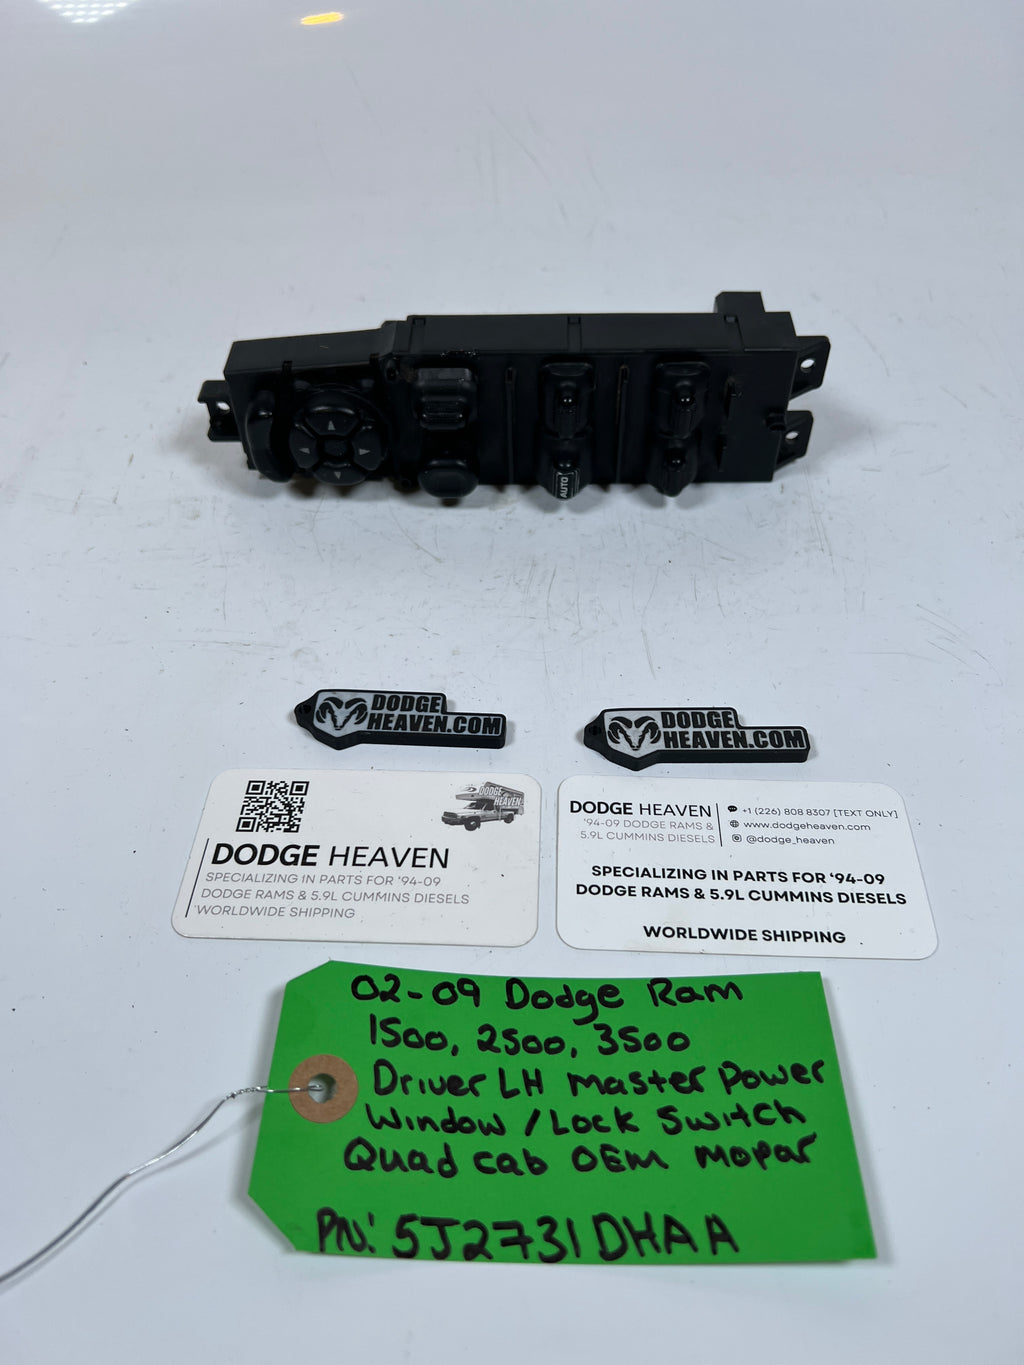 AUTO
DODGE
HEAVEN.COM
DODGE
HEAVEN.COM
DODGE
HEAVEN
DODGE HEAVEN
SPECIALIZING IN PARTS FOR '94-09
DODGE RAMS & 5.9L CUMMINS DIESELS
WORLDWIDE SHIPPING
DODGE HEAVEN
'94-09 DODGE RAMS &
5.9L CUMMINS DIESELS
+1 (226) 808 8307 [TEXT ONLY]
www.dodgeheaven.com
@dodge_heaven
SPECIALIZING IN PARTS FOR '94-09
DODGE RAMS & 5.9L CUMMINS DIESELS
WORLDWIDE SHIPPING
02-09 Dodge Ram
1500, 2500, 3500
Driver LH master Power
Window / Lock Switch
Quad cab OEM mopar
PN: 5J2731DHAA